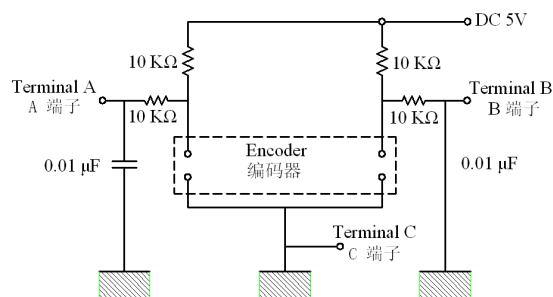 DC 5V
10 KΩ
10 KΩ
Terminal A
A 端子
10 KΩ
10 KΩ
Terminal B
B 端子
0.01 μF
Encoder
编码器
0.01 μF
Terminal C
C 端子